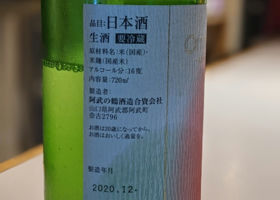 品目:日本酒
生酒 要冷蔵
原材料名:米(国産)・
米麹(国産米)
アルコール分:16度
内容量:720ml
製造者:
阿武の鶴酒造合資会社
山口県阿武郡阿武町
奈古2796
お酒は20歳になってから。
お酒はおいしく適量を。
製造年月
2020.12-